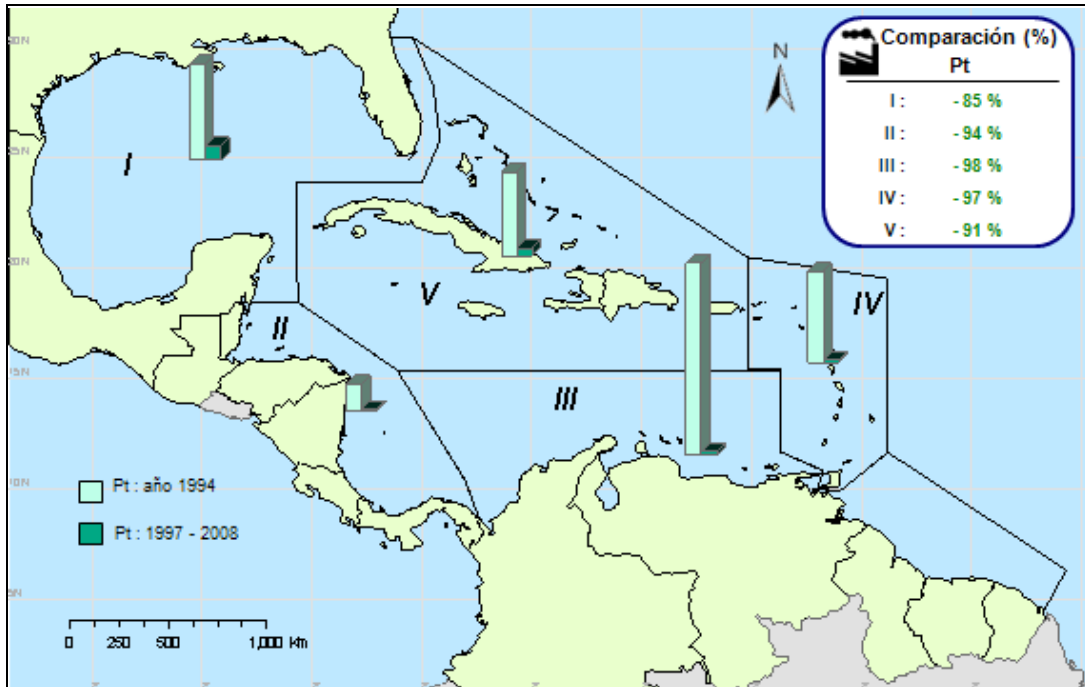 Comparación (%)
Pt
I : - 85 %
II : - 94 %
III : - 98 %
IV : - 97 %
V : - 91 %
N
30N
25N
20N
15N
10N
5N
I
II
III
IV
V
Pt : año 1994
Pt : 1997 - 2008
0 250 500 1,000 km